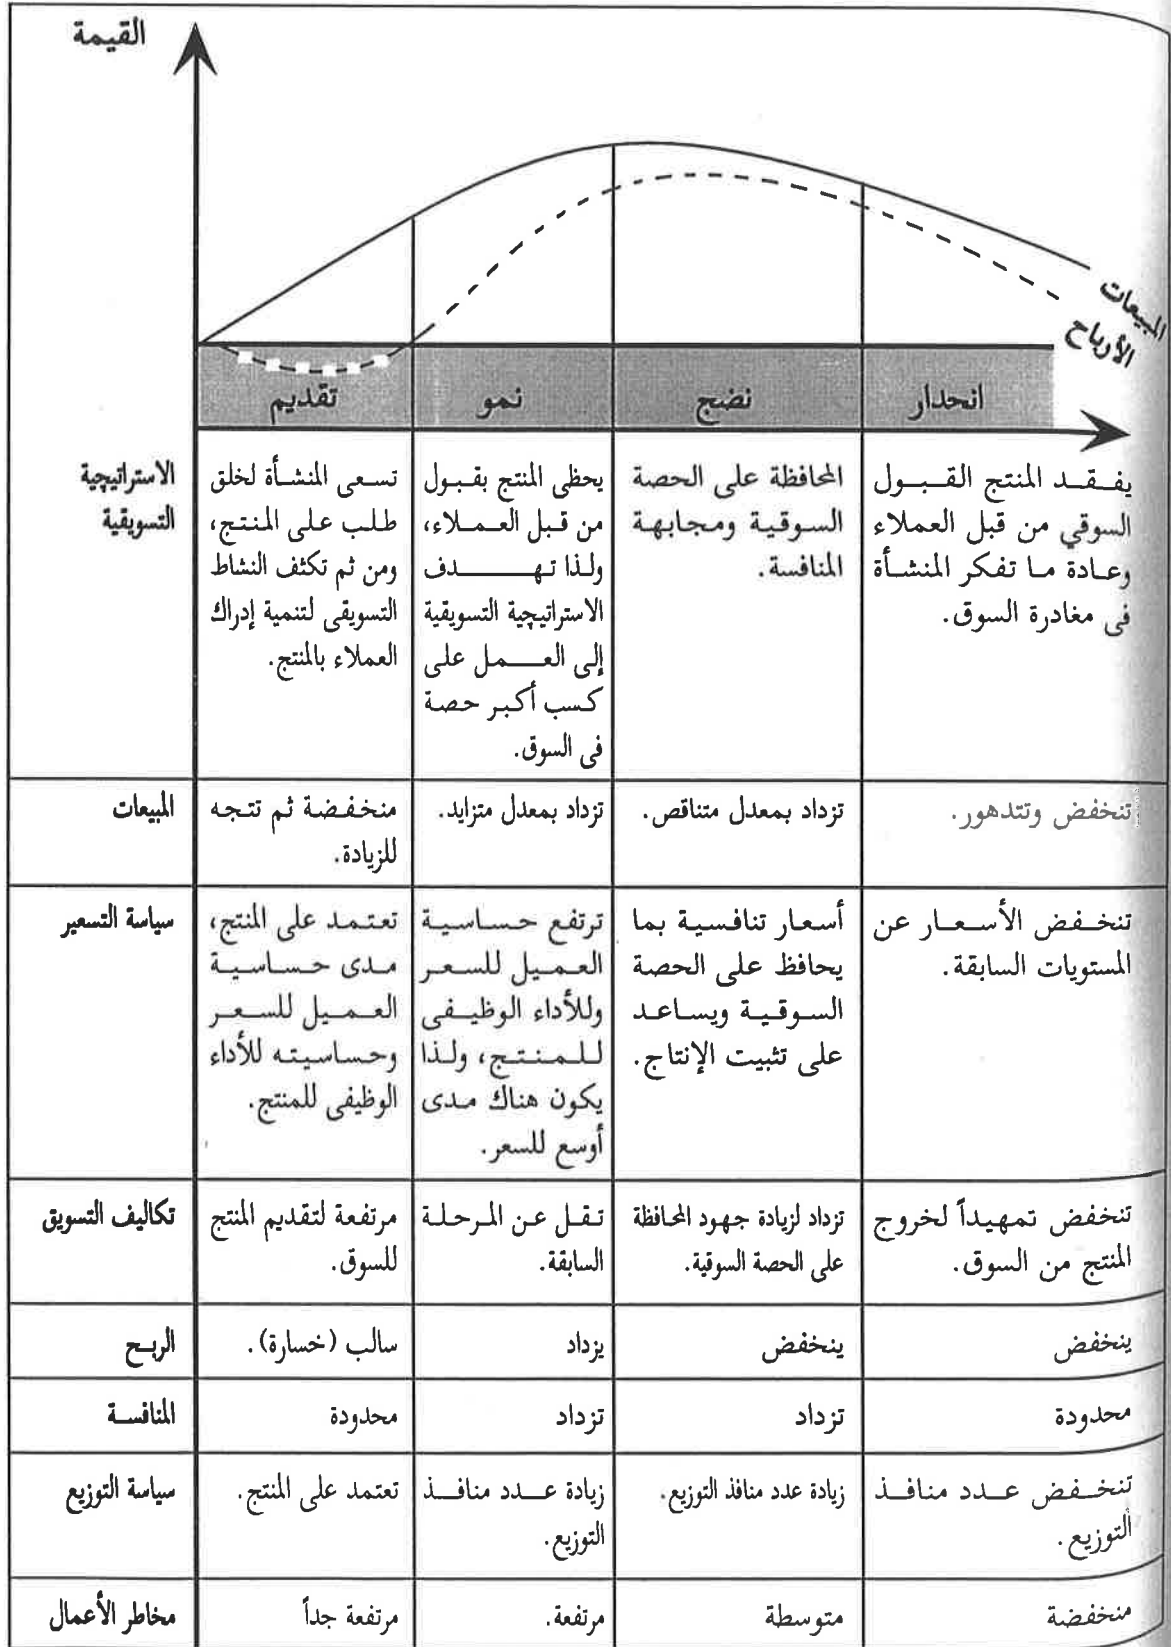 القيمة
المبيعات
الأرباح
تقديم
نمو
نضج
انحدار
الاستراتيجية
التسويقية
تسعى المنشأة لخلق
طلب على المنتج،
ومن ثم تكثف النشاط
التسويقى لتنمية إدراك
العملاء بالمنتج.
يحظى المنتج بقبول
من قبل العملاء،
ولذا تهدف
الاستراتيجية التسويقية
إلى العمل على
كسب أكبر حصة
فى السوق.
المحافظة على الحصة
السوقية ومجابهة
المنافسة.
يفقد المنتج القبول
السوقي من قبل العملاء
وعادة ما تفكر المنشأة
فى مغادرة السوق.
المبيعات
منخفضة ثم تتجه
للزيادة.
تزداد بمعدل متزايد.
تزداد بمعدل متناقص.
تنخفض وتتدهور.
سياسة التسعير
تعتمد على المنتج،
مدى حساسية
العميل للسعر
وحساسيته للأداء
الوظيفى للمنتج.
ترتفع حساسية
العميل للسعر
وللأداء الوظيفى
للمنتج، ولذا
يكون هناك مدى
أوسع للسعر.
أسعار تنافسية بما
يحافظ على الحصة
السوقية ويساعد
على تثبيت الإنتاج.
تنخفض الأسعار عن
المستويات السابقة.
تكاليف التسويق
مرتفعة لتقديم المنتج
للسوق.
تقل عن المرحلة
السابقة.
تزداد لزيادة جهود المحافظة
على الحصة السوقية.
تنخفض تمهيداً لخروج
المنتج من السوق.
الربح
سالب (خسارة).
يزداد
ينخفض
ينخفض
المنافسة
محدودة
تزداد
تزداد
محدودة
سياسة التوزيع
تعتمد على المنتج.
زيادة عدد منافذ
التوزيع.
زيادة عدد منافذ التوزيع.
تنخفض عدد منافذ
التوزيع.
مخاطر الأعمال
مرتفعة جداً
مرتفعة.
متوسطة
منخفضة